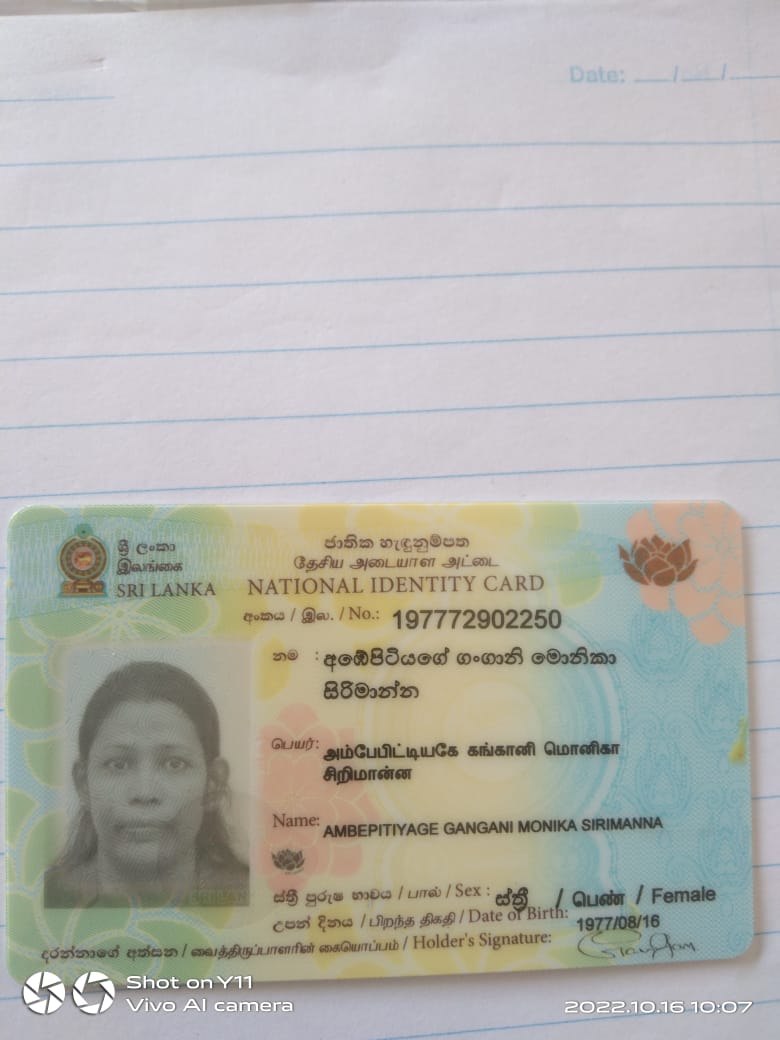 Date: __/__/__
ශ්‍රී ලංකා
இலங்கை
SRI LANKA
ජාතික හැඳුනුම්පත
தேசிய அடையாள அட்டை
NATIONAL IDENTITY CARD
අංකය / இல. / No.: 197772902250
නම : අඹේපිටියගේ ගංගානි මොනිකා
සිරිමාන්න
பெயர்: அம்பேபிட்டியகே கங்கானி மொனிகா
சிறிமான்ன
Name: AMBEPITIYAGE GANGANI MONIKA SIRIMANNA
ස්ත්‍රී පුරුෂ භාවය / பால் / Sex : ස්ත්‍රී / பெண் / Female
උපන් දිනය / பிறந்த திகதி / Date of Birth: 1977/08/16
දරන්නාගේ අත්සන / வைத்திருப்பாளரின் கையொப்பம் / Holder's Signature:
Shot on Y11
Vivo AI camera
2022.10.16 10:07